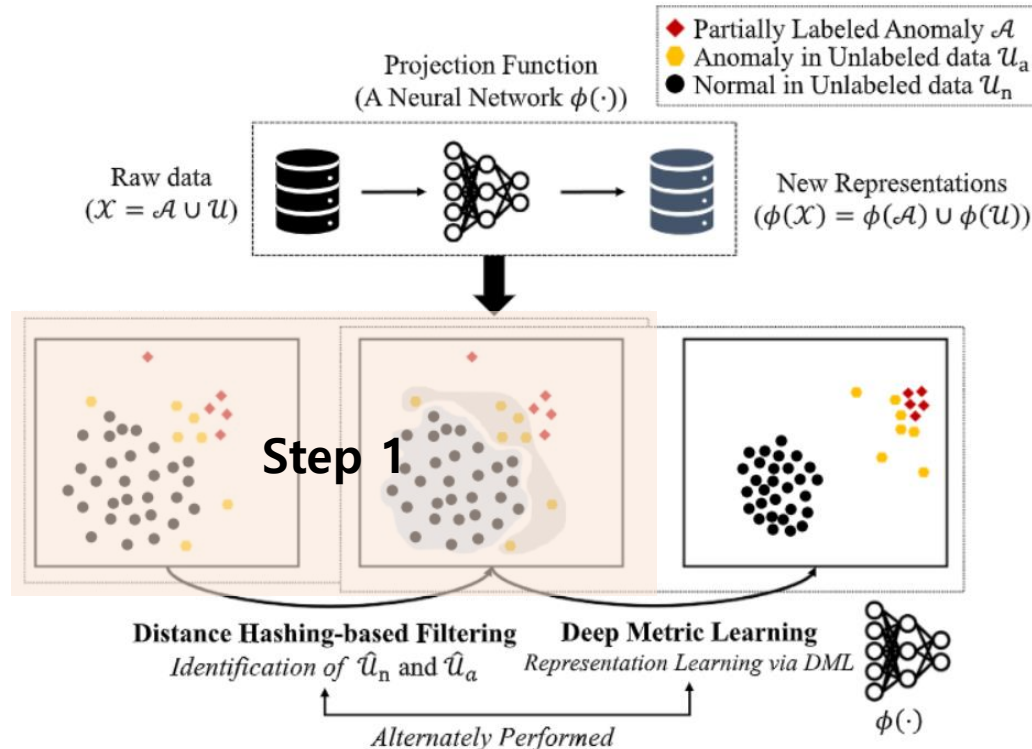 Partially Labeled Anomaly 𝒜
Anomaly in Unlabeled data 𝒰ₐ
Normal in Unlabeled data 𝒰ₙ
Projection Function
(A Neural Network ϕ(·))
Raw data
(𝒳 = 𝒜 ∪ 𝒰)
New Representations
(ϕ(𝒳) = ϕ(𝒜) ∪ ϕ(𝒰))
Step 1
Distance Hashing-based Filtering
Identification of 𝒰̂ₙ and 𝒰̂ₐ
Deep Metric Learning
Representation Learning via DML
ϕ(·)
Alternately Performed